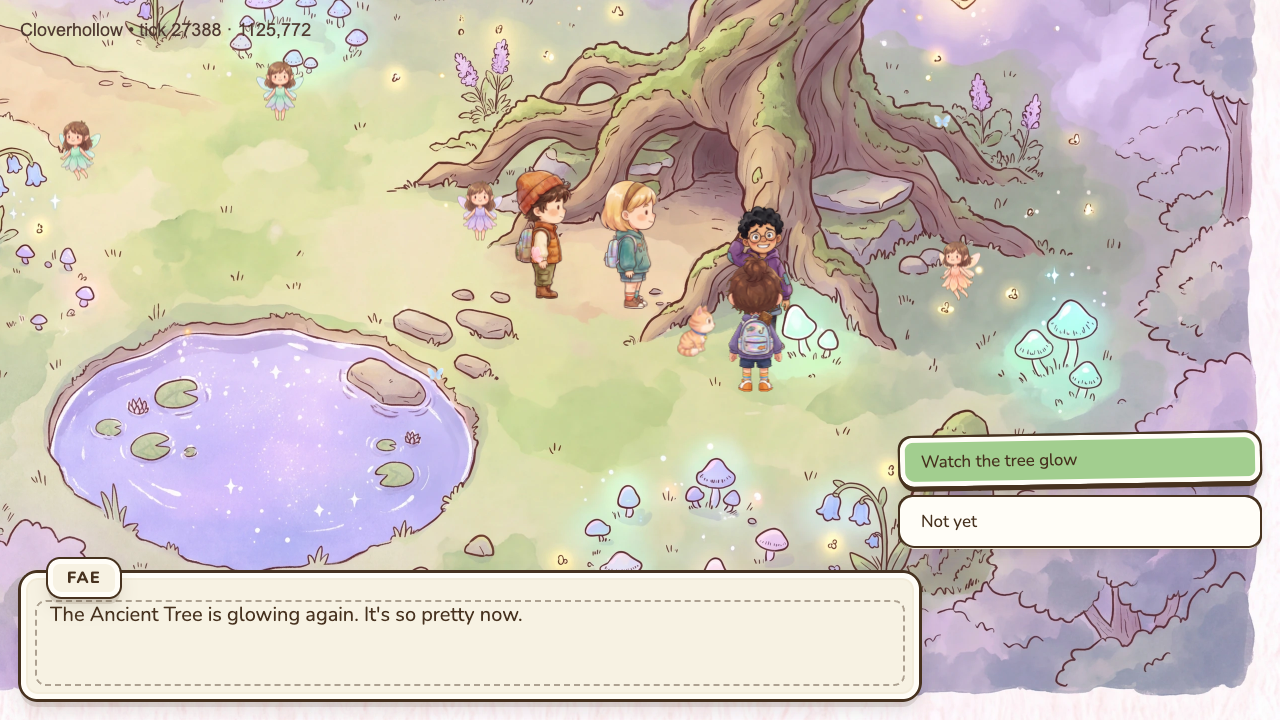 Cloverhollow • tick 27388 · 1125,772
Watch the tree glow
Not yet
FAE
The Ancient Tree is glowing again. It's so pretty now.